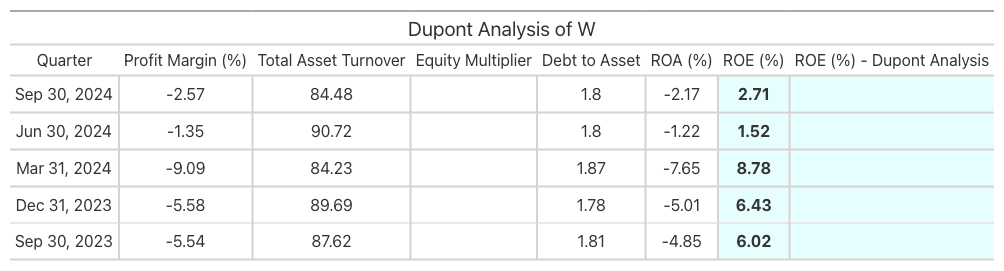 Dupont Analysis of W
Quarter Profit Margin (%) Total Asset Turnover Equity Multiplier Debt to Asset ROA (%) ROE (%) ROE (%) - Dupont Analysis
Sep 30, 2024 -2.57 84.48 1.8 -2.17 2.71
Jun 30, 2024 -1.35 90.72 1.8 -1.22 1.52
Mar 31, 2024 -9.09 84.23 1.87 -7.65 8.78
Dec 31, 2023 -5.58 89.69 1.78 -5.01 6.43
Sep 30, 2023 -5.54 87.62 1.81 -4.85 6.02